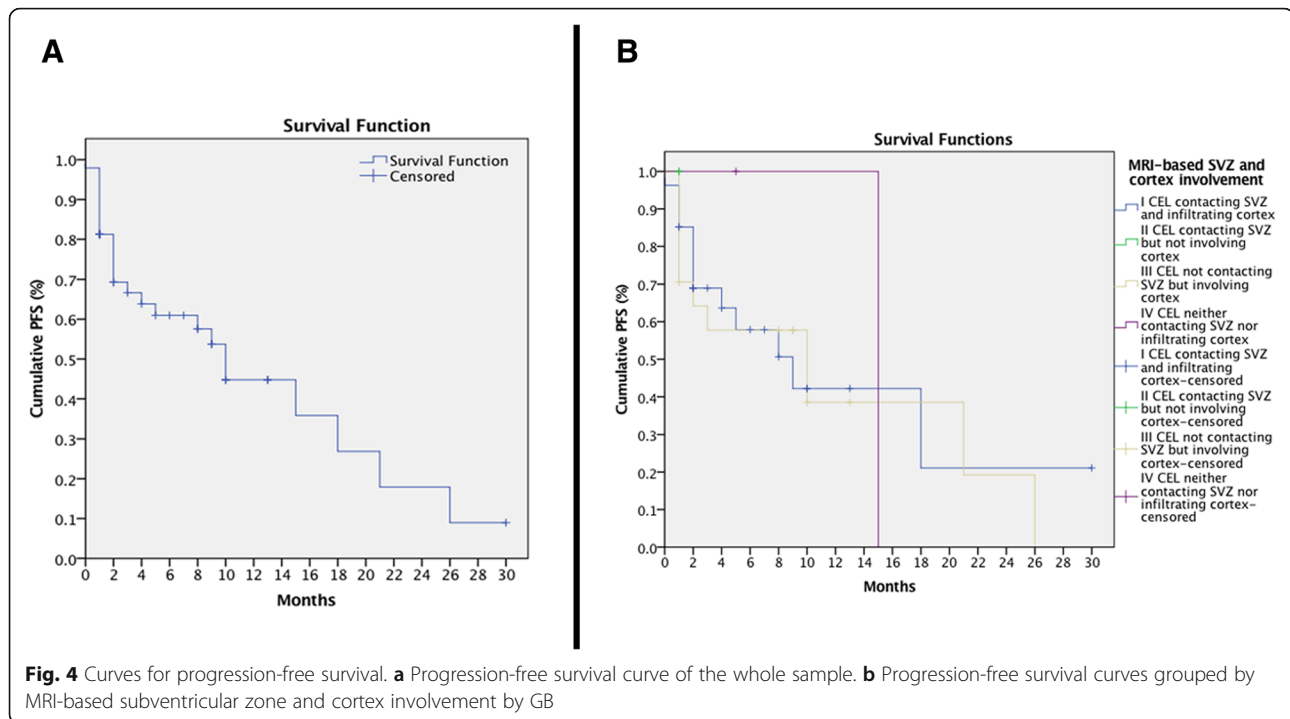 A
Survival Function
Survival Function
Censored
Cumulative PFS (%)
1.0
0.9
0.8
0.7
0.6
0.5
0.4
0.3
0.2
0.1
0.0
0 2 4 6 8 10 12 14 16 18 20 22 24 26 28 30
Months
B
Survival Functions
Cumulative PFS (%)
1.0
0.9
0.8
0.7
0.6
0.5
0.4
0.3
0.2
0.1
0.0
0 2 4 6 8 10 12 14 16 18 20 22 24 26 28 30
Months
MRI-based SVZ and
cortex involvement
I CEL contacting SVZ
and infiltrating cortex
II CEL contacting SVZ
but not involving
cortex
III CEL not contacting
SVZ but involving
cortex
IV CEL neither
contacting SVZ nor
infiltrating cortex
I CEL contacting SVZ
and infiltrating
cortex-censored
II CEL contacting SVZ
but not involving
cortex-censored
III CEL not contacting
SVZ but involving
cortex-censored
IV CEL neither
contacting SVZ nor
infiltrating cortex-
censored
Fig. 4 Curves for progression-free survival. a Progression-free survival curve of the whole sample. b Progression-free survival curves grouped by
MRI-based subventricular zone and cortex involvement by GB